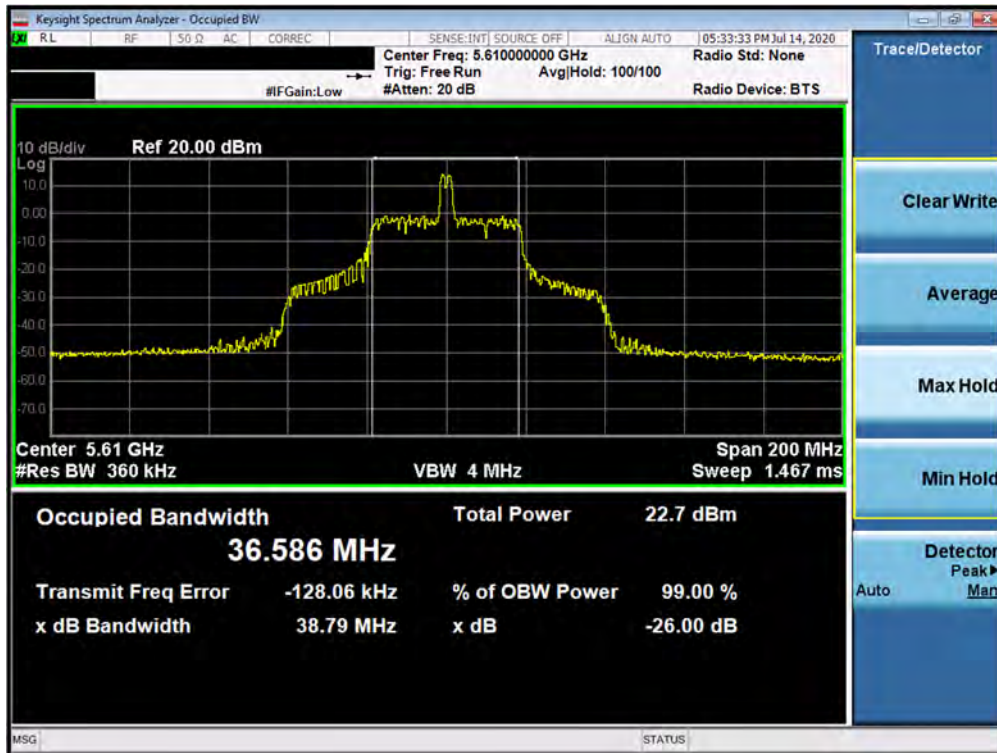 Keysight Spectrum Analyzer - Occupied BW
LXI RL RF 50 Ω AC CORREC SENSE:INT SOURCE OFF ALIGN AUTO 05:33:33 PM Jul 14, 2020
Center Freq: 5.610000000 GHz Radio Std: None
Trig: Free Run Avg|Hold: 100/100
#IFGain:Low #Atten: 20 dB Radio Device: BTS
Trace/Detector
10 dB/div Ref 20.00 dBm
Log
10.0
0.00
-10.0
-20.0
-30.0
-40.0
-50.0
-60.0
-70.0
Center 5.61 GHz Span 200 MHz
#Res BW 360 kHz VBW 4 MHz Sweep 1.467 ms
Occupied Bandwidth Total Power 22.7 dBm
36.586 MHz
Transmit Freq Error -128.06 kHz % of OBW Power 99.00 %
x dB Bandwidth 38.79 MHz x dB -26.00 dB
Clear Write
Average
Max Hold
Min Hold
Detector
Peak▶
Auto Man
MSG STATUS